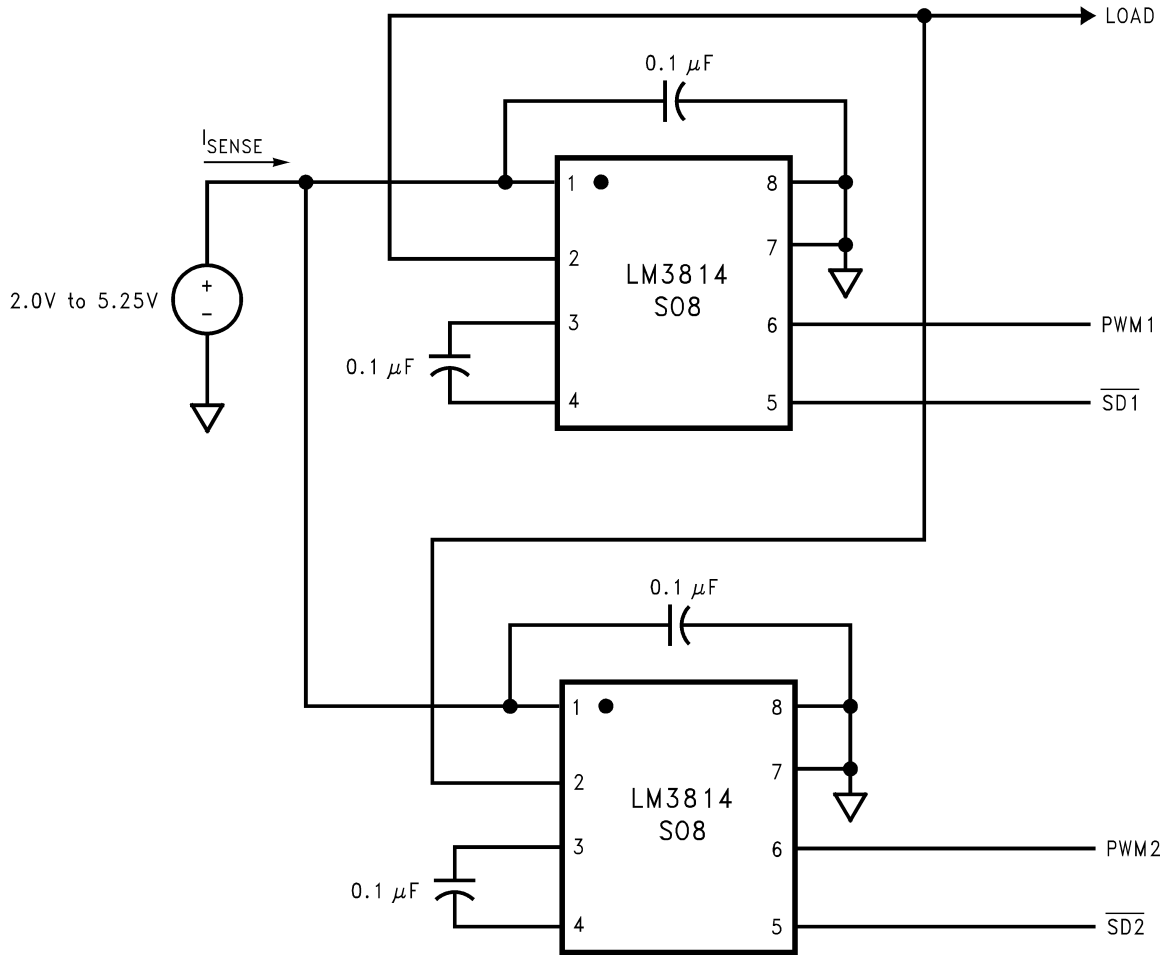 LOAD
0.1 μF
ISENSE
1
8
2
7
LM3814
SO8
2.0V to 5.25V
+
−
3
6
PWM1
0.1 μF
4
5
SD1
0.1 μF
1
8
2
7
LM3814
SO8
3
6
PWM2
0.1 μF
4
5
SD2